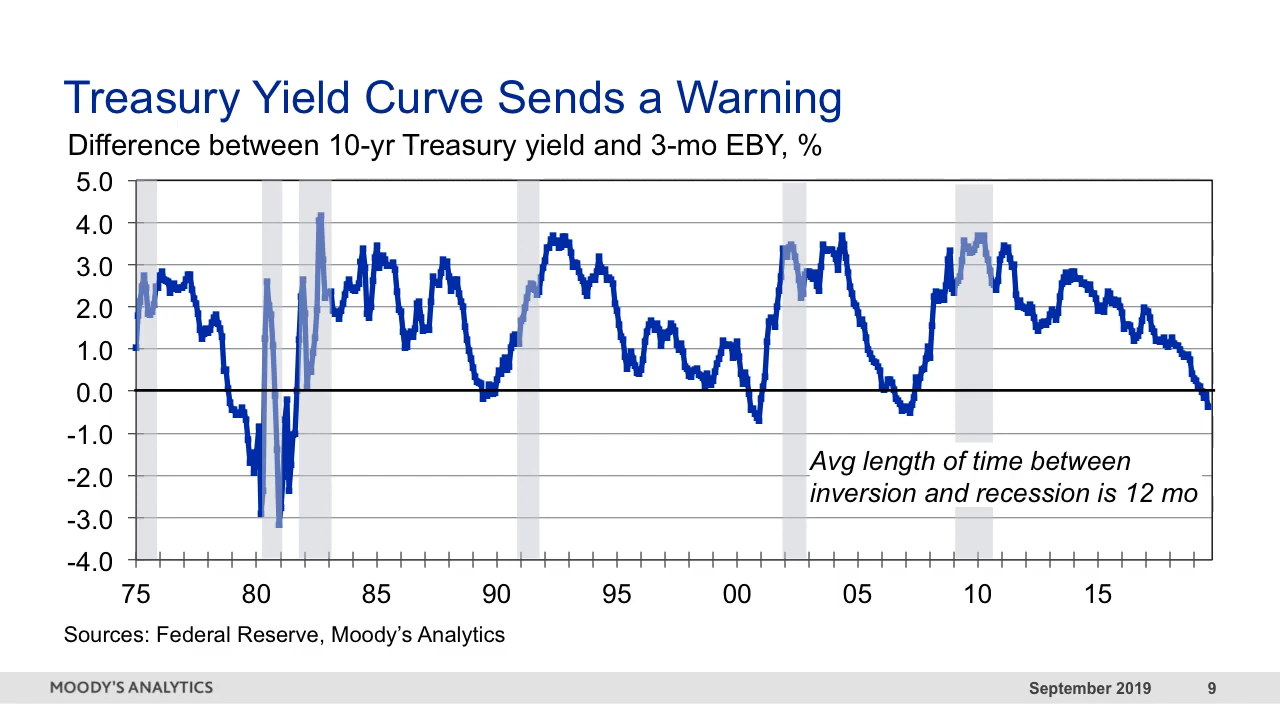 Treasury Yield Curve Sends a Warning
Difference between 10-yr Treasury yield and 3-mo EBY, %
5.0
4.0
3.0
2.0
1.0
0.0
-1.0
-2.0
-3.0
-4.0
Avg length of time between
inversion and recession is 12 mo
75 80 85 90 95 00 05 10 15
Sources: Federal Reserve, Moody’s Analytics
MOODY'S ANALYTICS September 2019 9